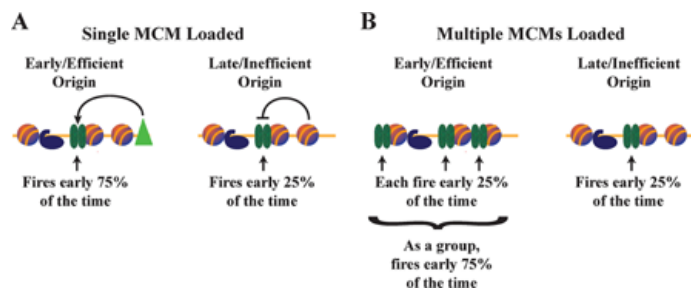 A
Single MCM Loaded
Early/Efficient
Origin
Fires early 75%
of the time
Late/Inefficient
Origin
Fires early 25%
of the time
B
Multiple MCMs Loaded
Early/Efficient
Origin
Each fire early 25%
of the time
As a group,
fires early 75%
of the time
Late/Inefficient
Origin
Fires early 25%
of the time